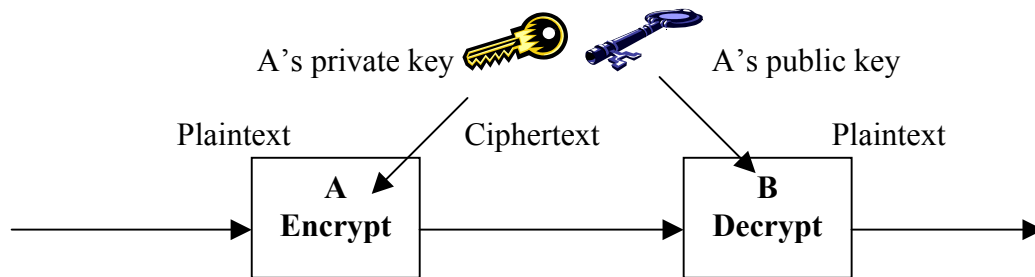 A’s private key
A’s public key
Plaintext
Ciphertext
Plaintext
A
Encrypt
B
Decrypt